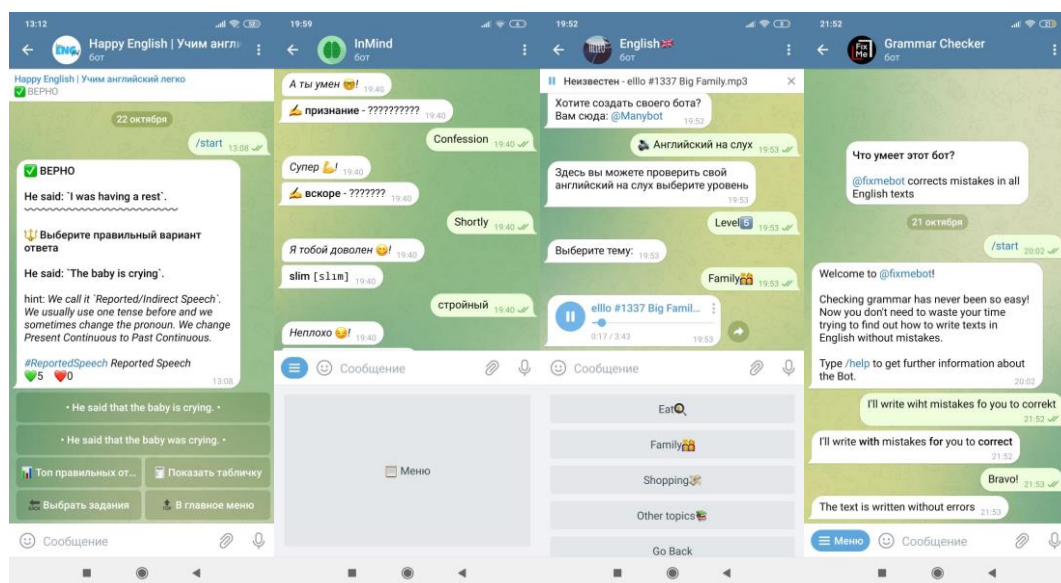 13:12
Happy English | Учим англ
бот
Happy English | Учим английский легко
✅ ВЕРНО
22 октября
/start 13:08
✅ ВЕРНО
He said: `I was having a rest`.
〰〰〰〰〰〰〰〰
🔱 Выберите правильный вариант
ответа
He said: `The baby is crying`.
hint: We call it `Reported/Indirect Speech`.
We usually use one tense before and we
sometimes change the pronoun. We change
Present Continuous to Past Continuous.
#ReportedSpeech Reported Speech
💚5 ❤0
13:08
• He said that the baby is crying. •
• He said that the baby was crying. •
📊 Топ правильных от...
Показать табличку
🔙 Выбрать задания
🔝 В главное меню
Сообщение
19:59
InMind
бот
А ты умен 🤓! 19:40
✍ признание - ?????????? 19:40
Confession 19:40
Супер 💪! 19:40
✍ вскоре - ??????? 19:40
Shortly 19:40
Я тобой доволен 😊! 19:40
slim [slɪm] 19:40
стройный 19:40
Неплохо 😏! 19:40
Сообщение
Меню
19:52
English🇬🇧
бот
Неизвестен - elllo #1337 Big Family.mp3
Хотите создать своего бота?
Вам сюда: @Manybot 19:52
🔈 Английский на слух 19:53
Здесь вы можете проверить свой
английский на слух выберите уровень
19:53
Level5️⃣ 19:53
Выберите тему: 19:53
Family👪 19:53
elllo #1337 Big Famil...
0:17 / 3:43 19:53
Сообщение
Eat🍳
Family👪
Shopping🛍
Other topics📚
Go Back
21:52
Fix
Me
Grammar Checker
бот
Что умеет этот бот?
@fixmebot corrects mistakes in all
English texts
21 октября
/start 20:02
Welcome to @fixmebot!
Checking grammar has never been so easy!
Now you don't need to waste your time
trying to find out how to write texts in
English without mistakes.
Type /help to get further information about
the Bot. 20:02
I'll write wiht mistakes fo you to correkt
21:52
I'll write with mistakes for you to correct
21:52
Bravo! 21:53
The text is written without errors 21:53
Меню
Сообщение